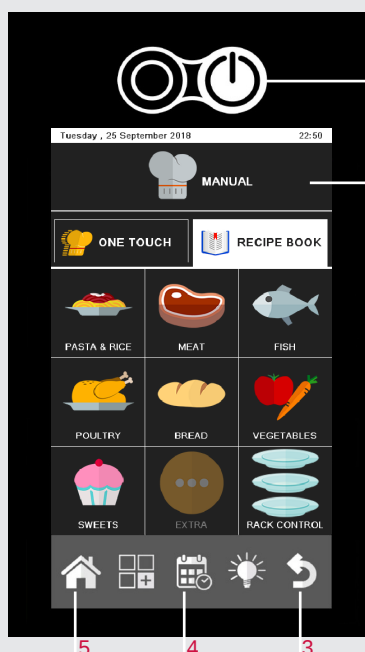 Tuesday , 25 September 2018 22:50
MANUAL
ONE TOUCH RECIPE BOOK
PASTA & RICE MEAT FISH
POULTRY BREAD VEGETABLES
SWEETS EXTRA RACK CONTROL
5 4 3